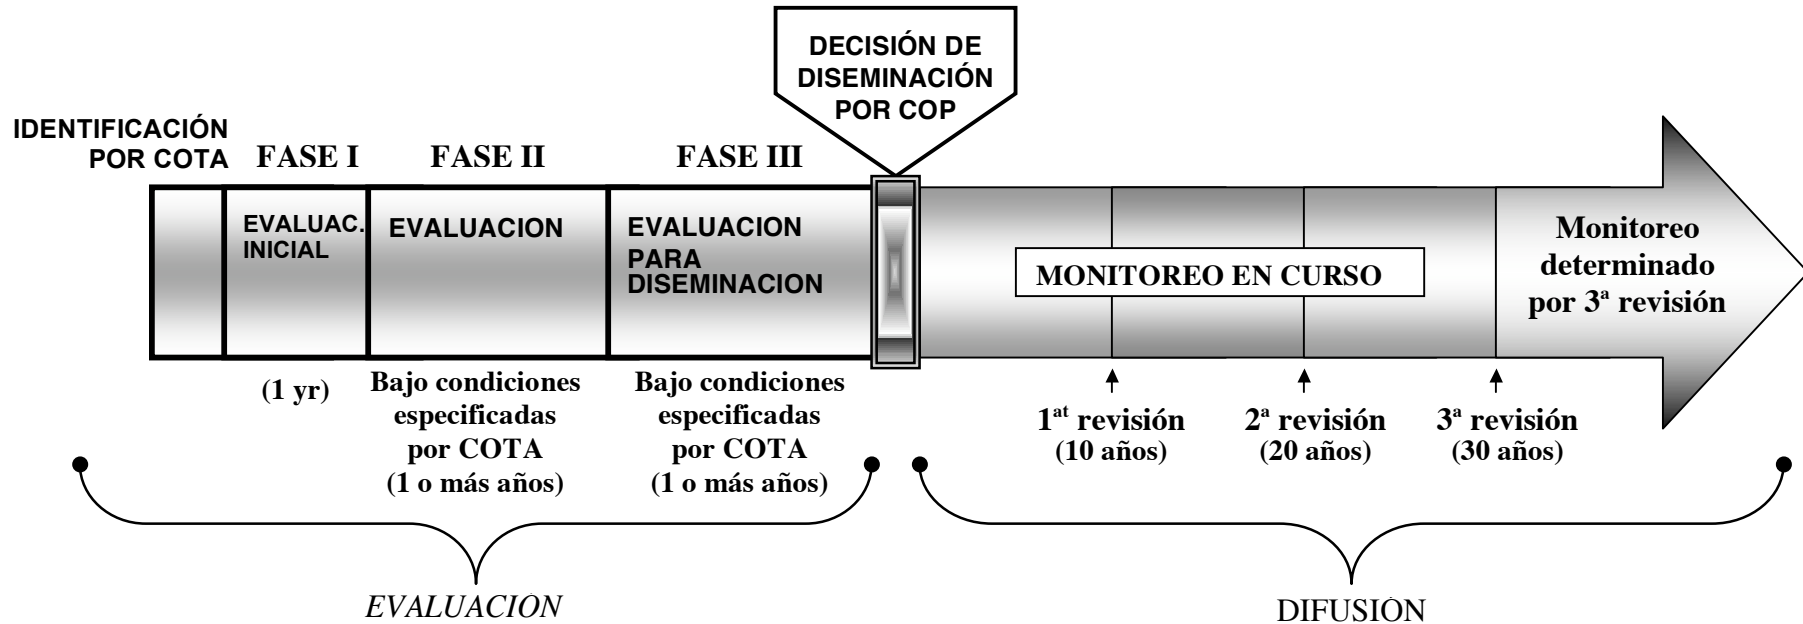 DECISIÓN DE
DISEMINACIÓN
POR COP
IDENTIFICACIÓN
POR COTA
FASE I
FASE II
FASE III
EVALUAC.
INICIAL
EVALUACION
EVALUACION
PARA
DISEMINACION
MONITOREO EN CURSO
Monitoreo
determinado
por 3ª revisión
(1 yr)
Bajo condiciones
especificadas
por COTA
(1 o más años)
Bajo condiciones
especificadas
por COTA
(1 o más años)
1ᵃᵗ revisión
(10 años)
2ª revisión
(20 años)
3ª revisión
(30 años)
EVALUACION
DIFUSIÓN